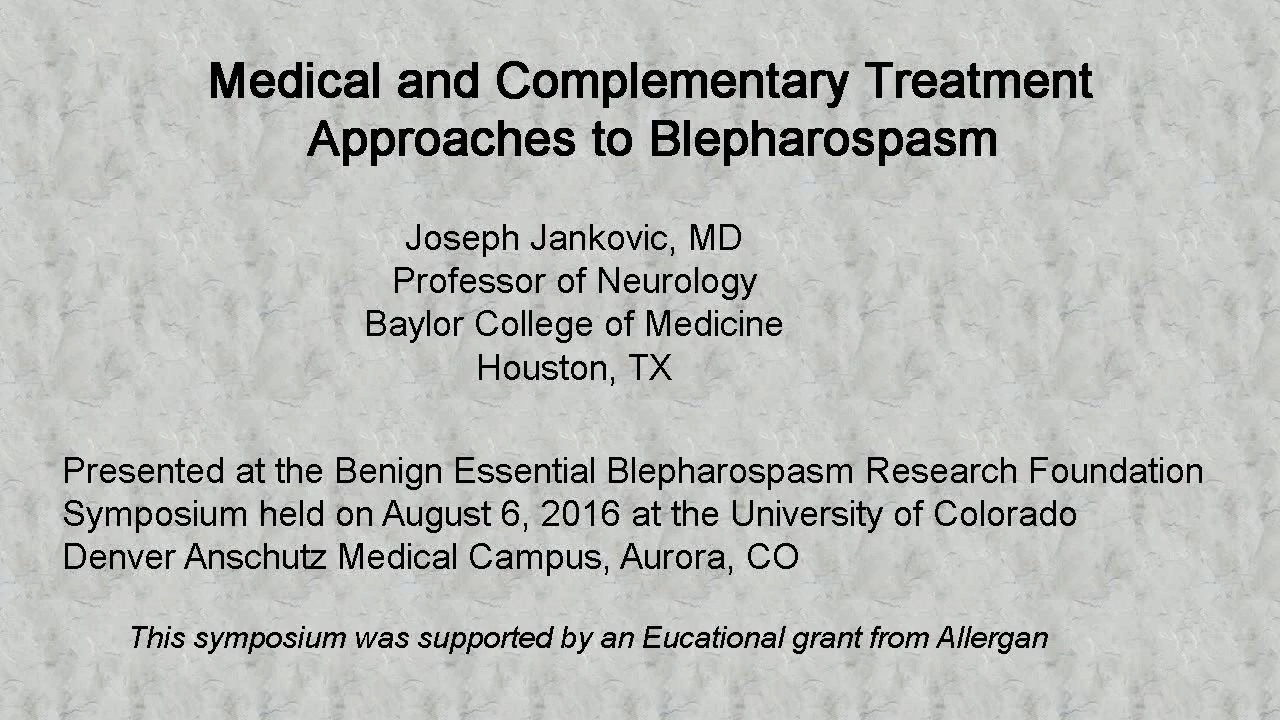 Medical and Complementary Treatment
Approaches to Blepharospasm
Joseph Jankovic, MD
Professor of Neurology
Baylor College of Medicine
Houston, TX
Presented at the Benign Essential Blepharospasm Research Foundation
Symposium held on August 6, 2016 at the University of Colorado
Denver Anschutz Medical Campus, Aurora, CO
This symposium was supported by an Eucational grant from Allergan